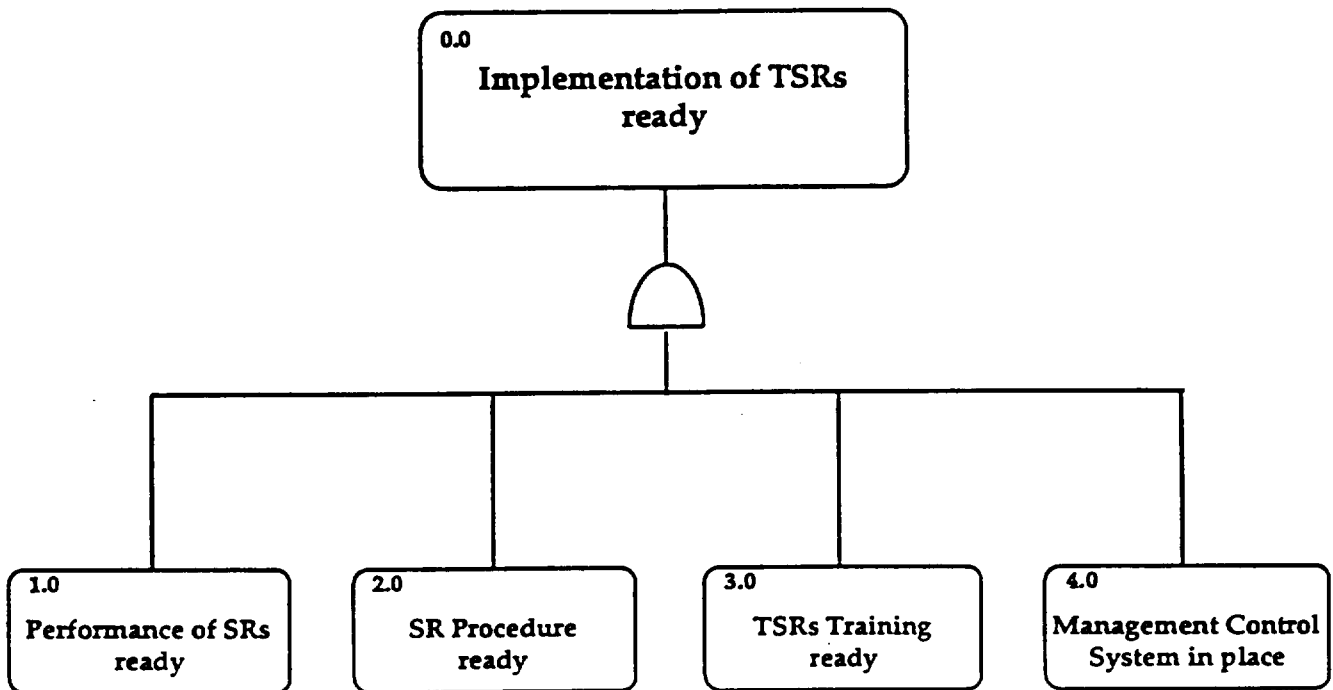 0.0
Implementation of TSRs
ready
1.0
Performance of SRs
ready
2.0
SR Procedure
ready
3.0
TSRs Training
ready
4.0
Management Control
System in place